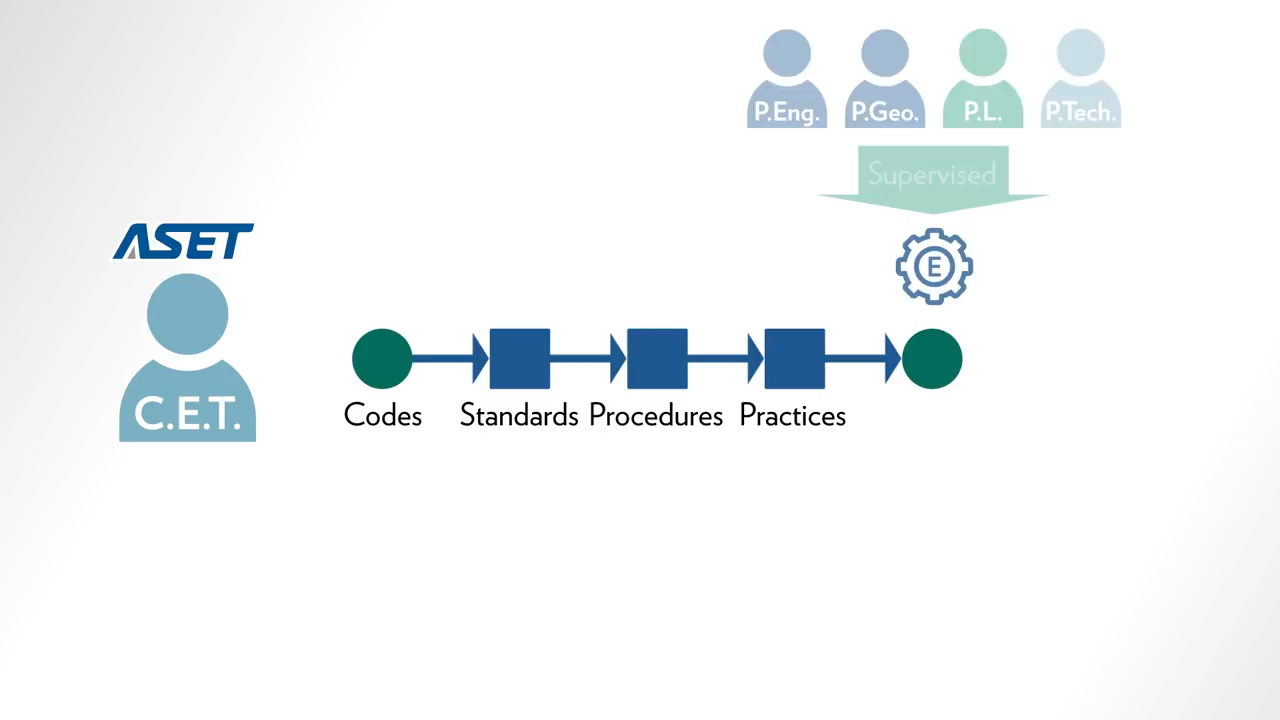 P.Eng. P.Geo. P.L. P.Tech.
Supervised
ASET
E
C.E.T.
Codes Standards Procedures Practices